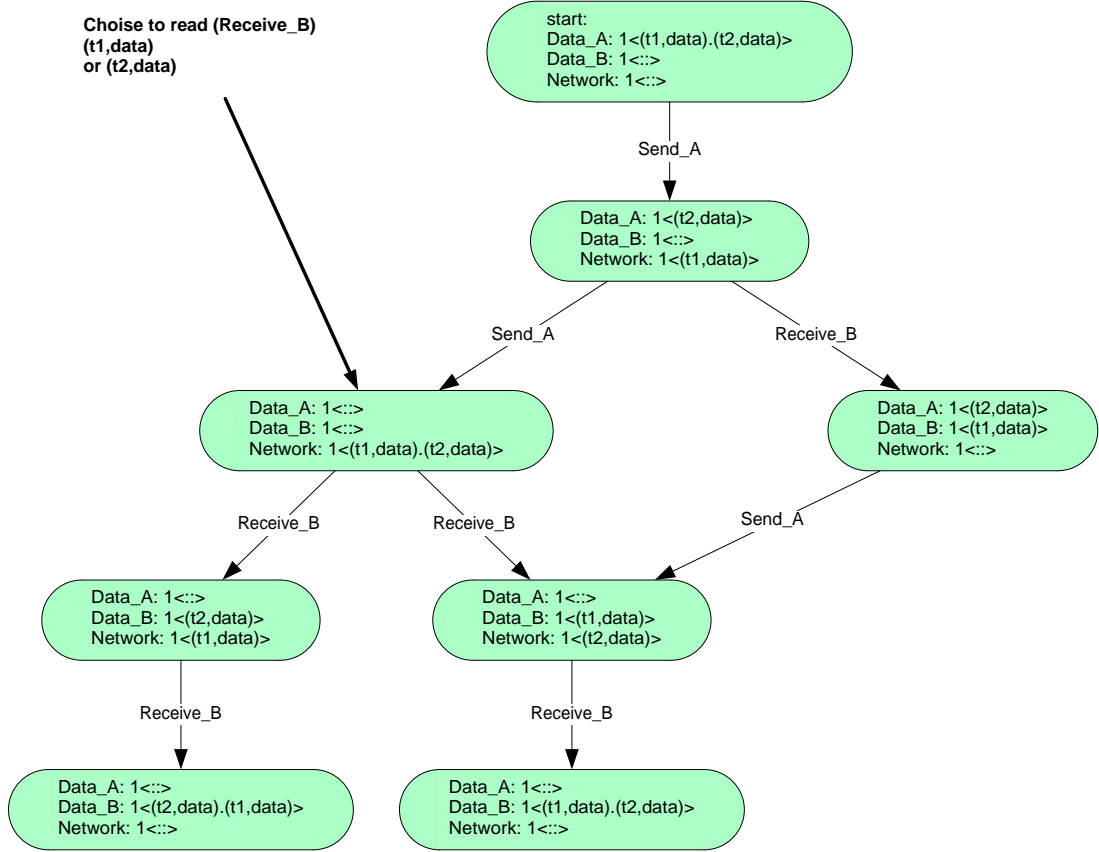 Choise to read (Receive_B)
(t1,data)
or (t2,data)
start:
Data_A: 1<(t1,data).(t2,data)>
Data_B: 1<::>
Network: 1<::>
Send_A
Data_A: 1<(t2,data)>
Data_B: 1<::>
Network: 1<(t1,data)>
Send_A
Receive_B
Data_A: 1<::>
Data_B: 1<::>
Network: 1<(t1,data).(t2,data)>
Data_A: 1<(t2,data)>
Data_B: 1<(t1,data)>
Network: 1<::>
Receive_B
Receive_B
Send_A
Data_A: 1<::>
Data_B: 1<(t2,data)>
Network: 1<(t1,data)>
Data_A: 1<::>
Data_B: 1<(t1,data)>
Network: 1<(t2,data)>
Receive_B
Receive_B
Data_A: 1<::>
Data_B: 1<(t2,data).(t1,data)>
Network: 1<::>
Data_A: 1<::>
Data_B: 1<(t1,data).(t2,data)>
Network: 1<::>